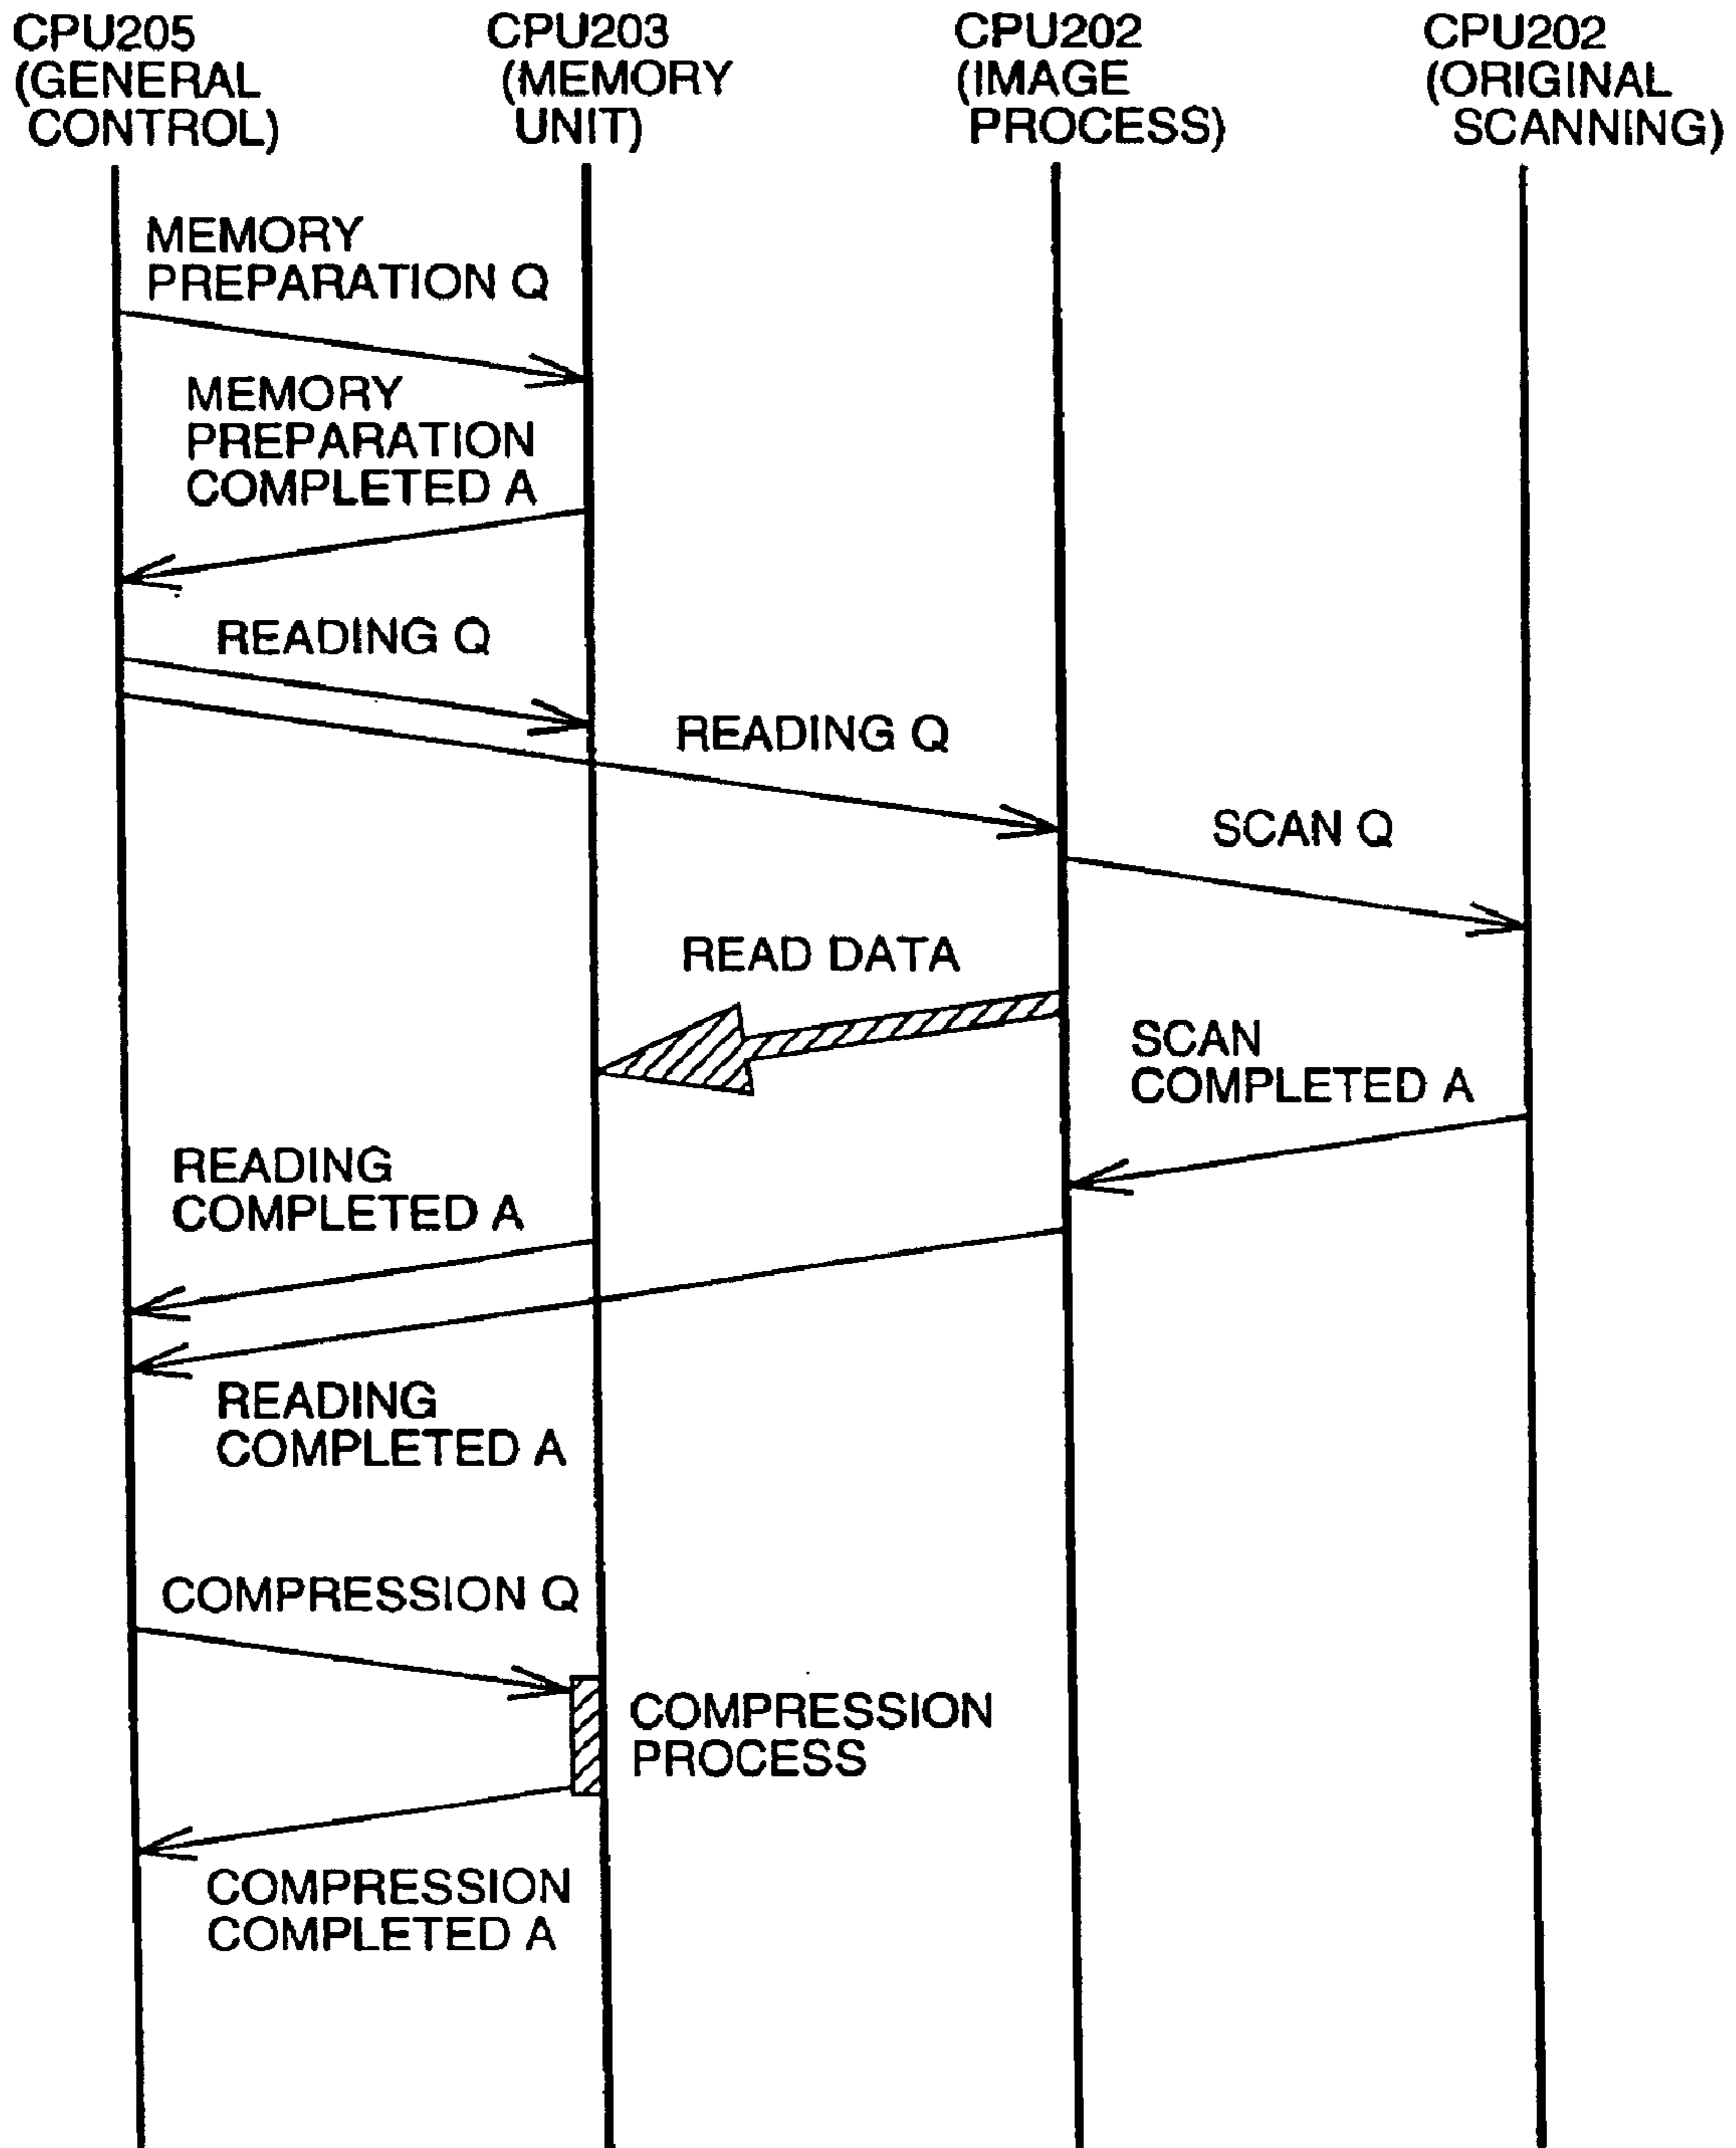 CPU205
(GENERAL
CONTROL)
CPU203
(MEMORY
UNIT)
CPU202
(IMAGE
PROCESS)
CPU202
(ORIGINAL
SCANNING)
MEMORY
PREPARATION Q
MEMORY
PREPARATION
COMPLETED A
READING Q
READING Q
SCAN Q
READ DATA
SCAN
COMPLETED A
READING
COMPLETED A
READING
COMPLETED A
COMPRESSION Q
COMPRESSION
PROCESS
COMPRESSION
COMPLETED A